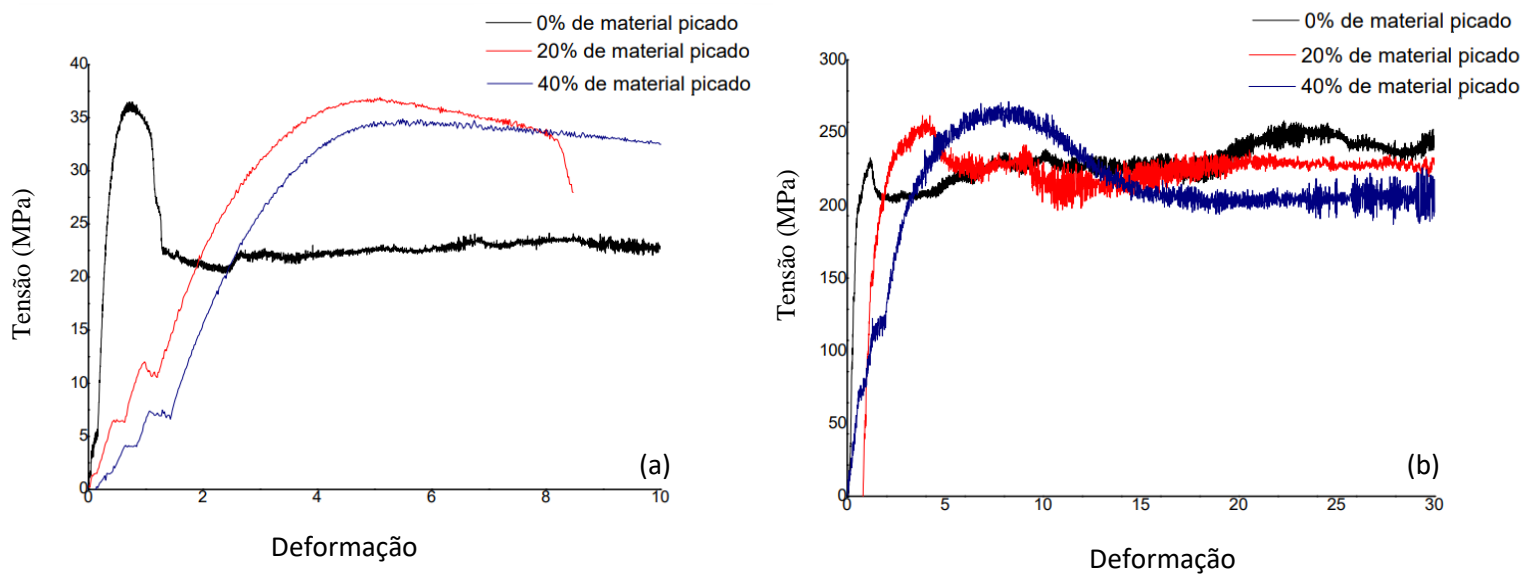 0% de material picado
20% de material picado
40% de material picado
40
35
30
25
20
15
10
5
0
0 2 4 6 8 10
Tensão (MPa)
Deformação
(a)
0% de material picado
20% de material picado
40% de material picado
300
250
200
150
100
50
0
0 5 10 15 20 25 30
Tensão (MPa)
Deformação
(b)